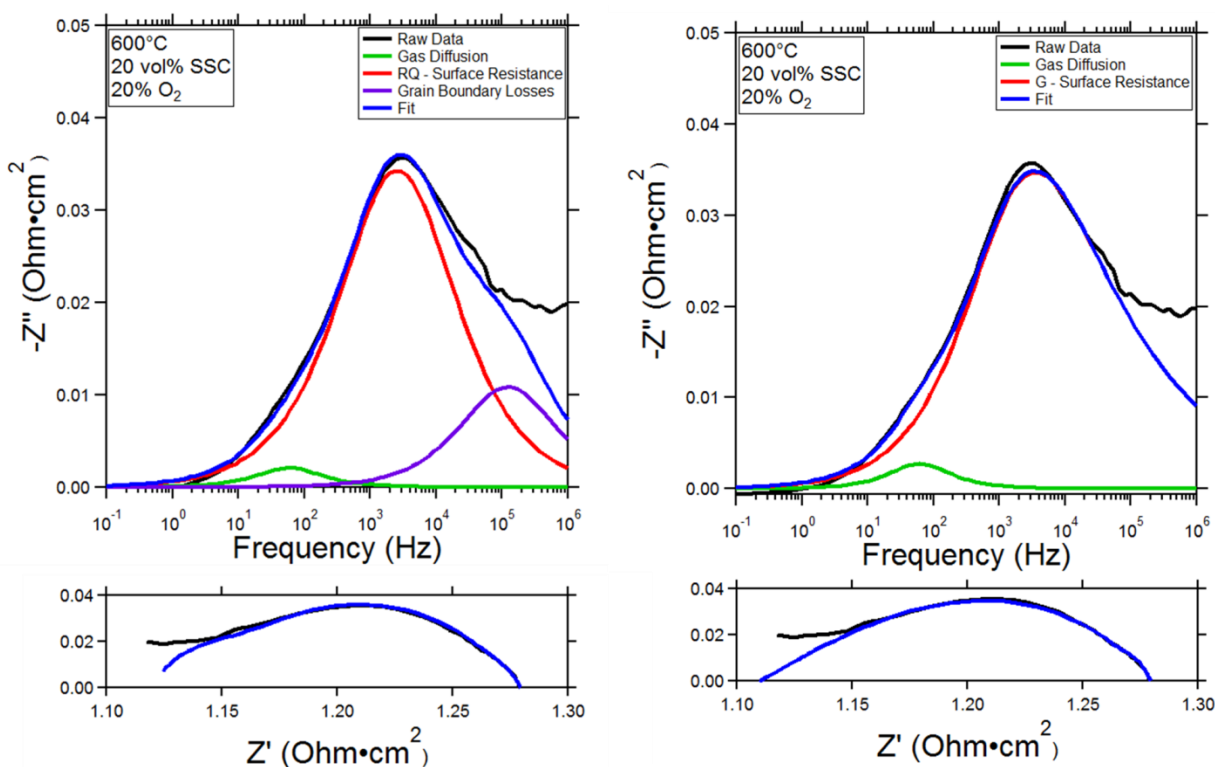 0.05
0.04
0.03
0.02
0.01
0.00
-Z'' (Ohm•cm²)
600°C
20 vol% SSC
20% O₂
Raw Data
Gas Diffusion
RQ - Surface Resistance
Grain Boundary Losses
Fit
10⁻¹ 10⁰ 10¹ 10² 10³ 10⁴ 10⁵ 10⁶
Frequency (Hz)
0.04
0.02
0.00
1.10 1.15 1.20 1.25 1.30
Z' (Ohm•cm²)
0.05
0.04
0.03
0.02
0.01
0.00
-Z'' (Ohm•cm²)
600°C
20 vol% SSC
20% O₂
Raw Data
Gas Diffusion
G - Surface Resistance
Fit
10⁻¹ 10⁰ 10¹ 10² 10³ 10⁴ 10⁵ 10⁶
Frequency (Hz)
0.04
0.02
0.00
1.10 1.15 1.20 1.25 1.30
Z' (Ohm•cm²)